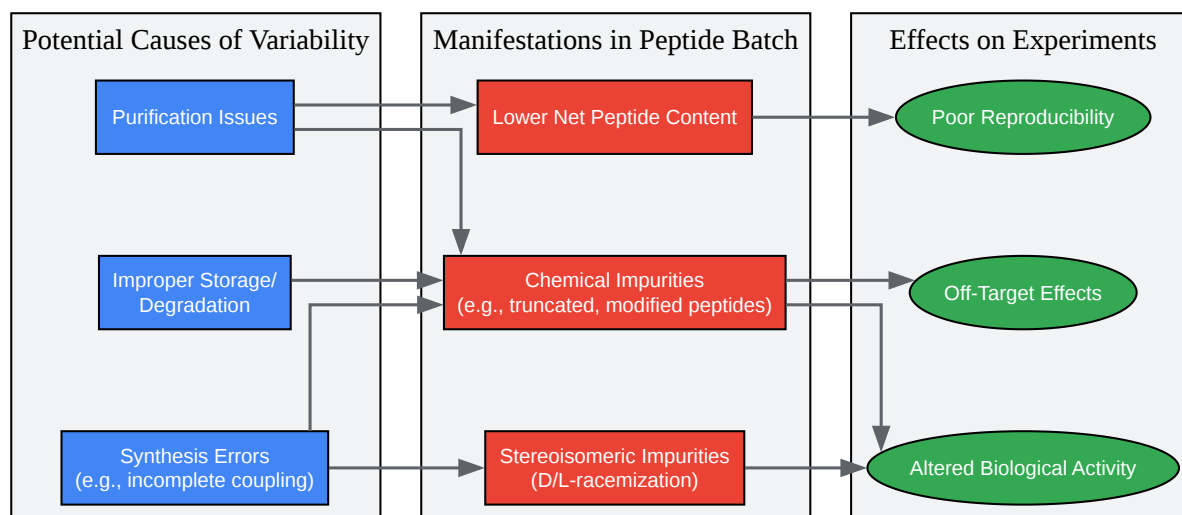 Potential Causes of Variability
Purification Issues
Improper Storage/
Degradation
Synthesis Errors
(e.g., incomplete coupling)
Manifestations in Peptide Batch
Lower Net Peptide Content
Chemical Impurities
(e.g., truncated, modified peptides)
Stereoisomeric Impurities
(D/L-racemization)
Effects on Experiments
Poor Reproducibility
Off-Target Effects
Altered Biological Activity